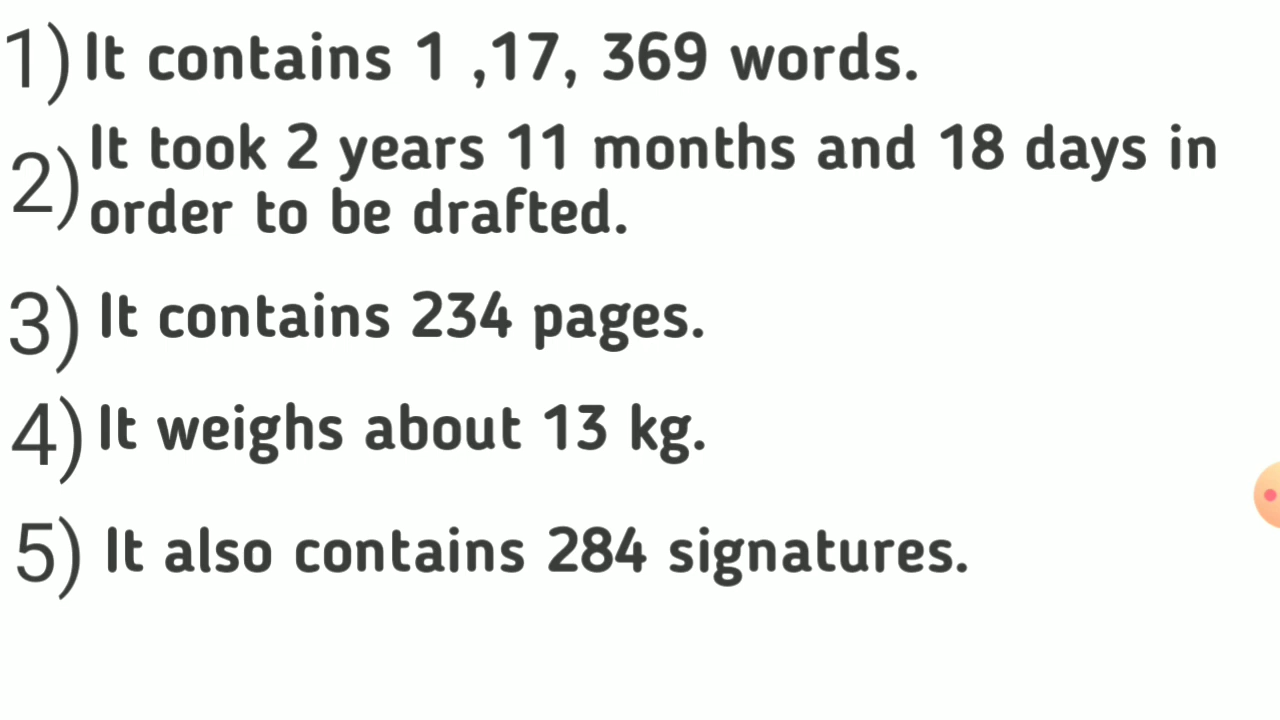 1) It contains 1 ,17, 369 words.
2) It took 2 years 11 months and 18 days in
order to be drafted.
3) It contains 234 pages.
4) It weighs about 13 kg.
5) It also contains 284 signatures.